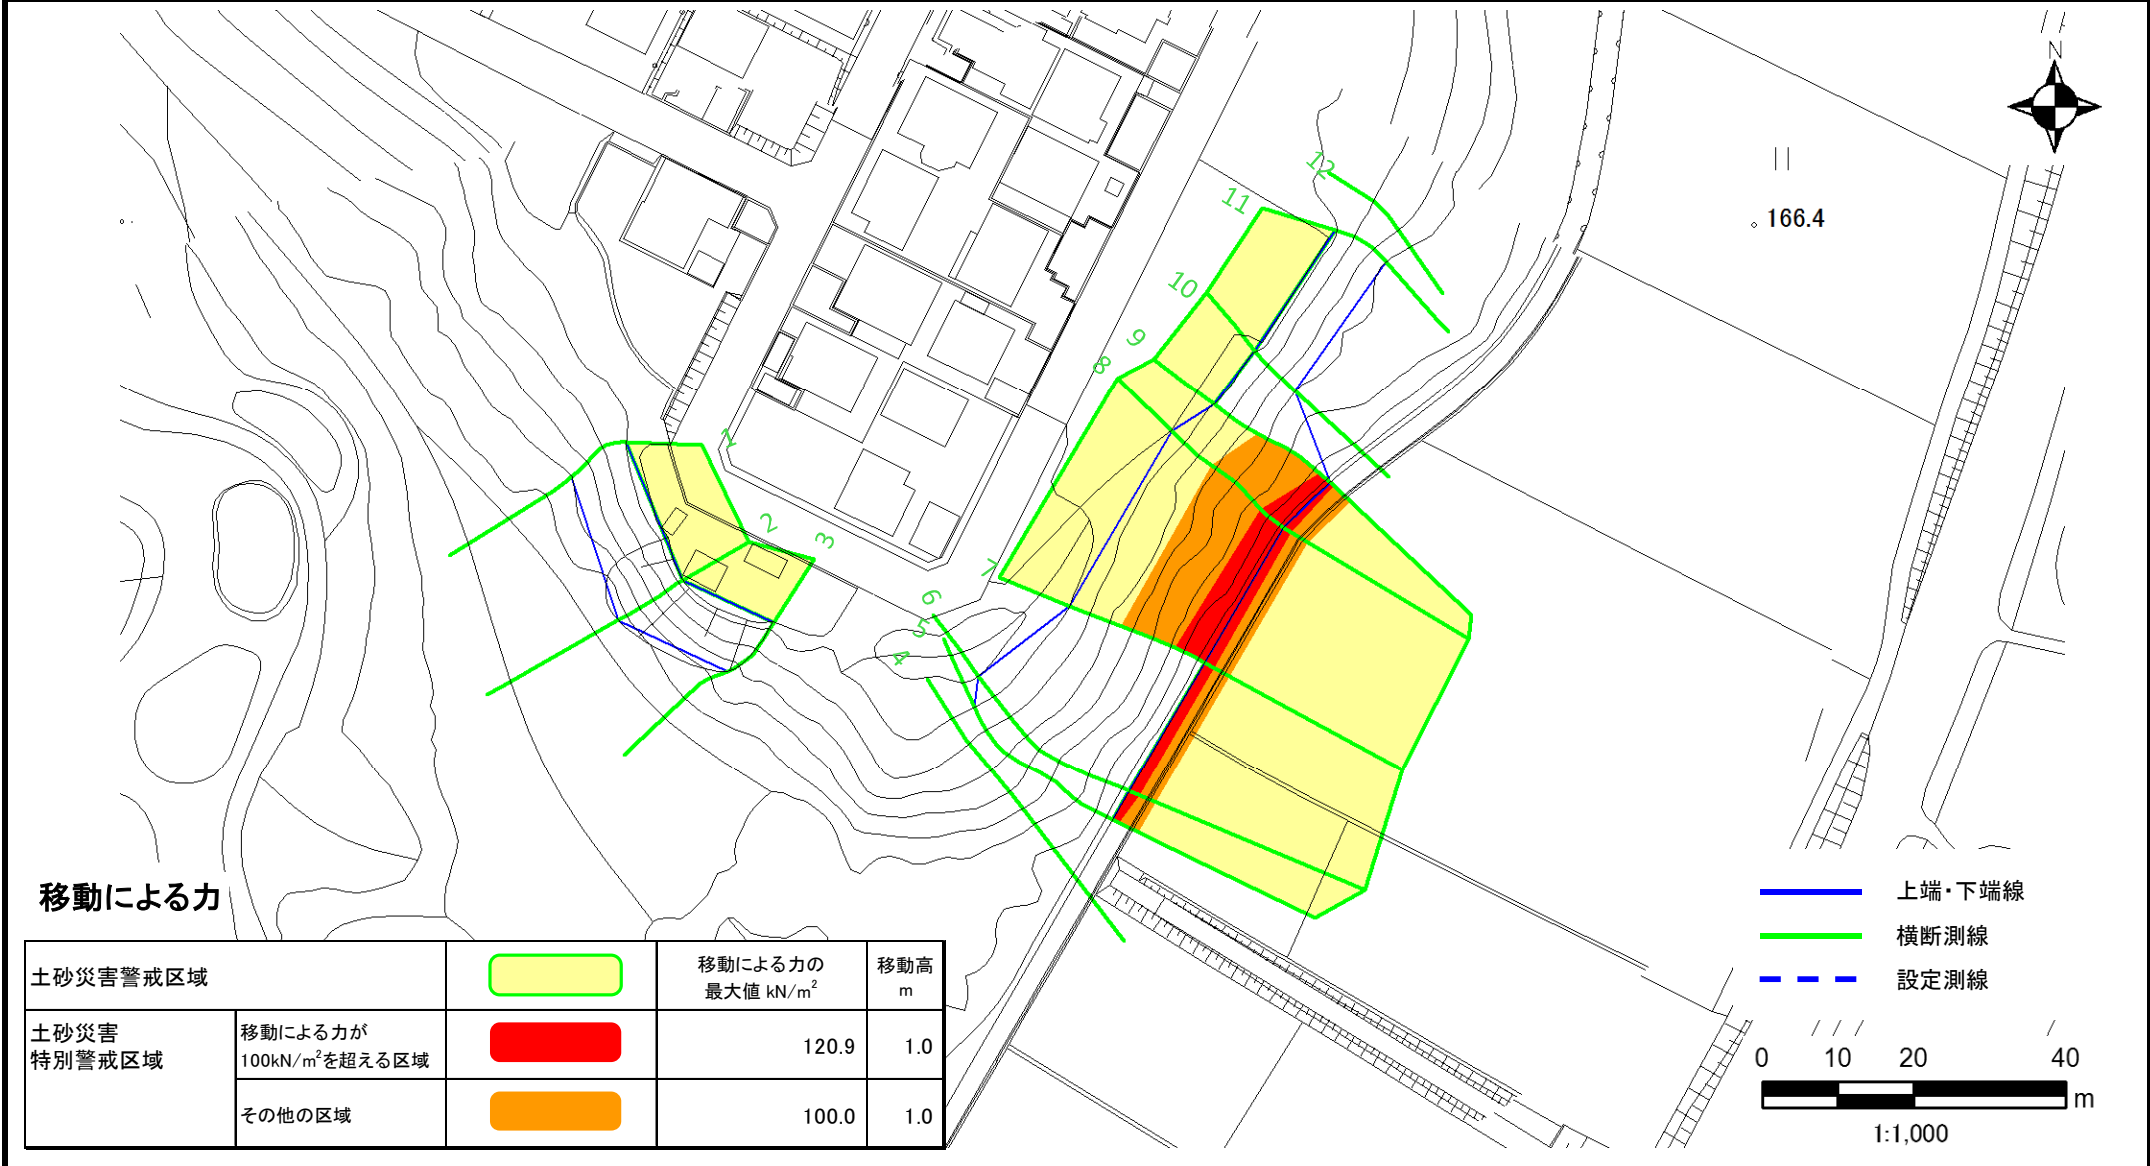 N
166.4
12
11
10
9
8
7
6
5
4
1
2
3
移動による力
土砂災害警戒区域
移動による力の
最大値 kN/m²
移動高
m
土砂災害
特別警戒区域
移動による力が
100kN/m²を超える区域
120.9
1.0
その他の区域
100.0
1.0
上端・下端線
横断測線
設定測線
0 10 20 40
m
1:1,000